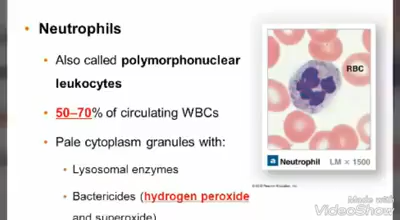 Neutrophils
Also called polymorphonuclear
leukocytes
50–70% of circulating WBCs
Pale cytoplasm granules with:
Lysosomal enzymes
Bactericides (hydrogen peroxide
and superoxide)
RBC
a Neutrophil LM × 1500
Made with
VideoShow